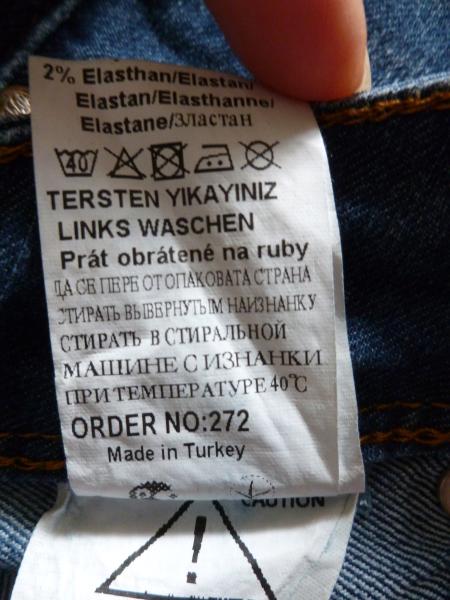 2% Elasthan/Elastan/
Elastan/Elasthanne/
Elastane/Эластан
40
TERSTEN YIKAYINIZ
LINKS WASCHEN
Prát obrátené na ruby
ДА СЕ ПЕРЕ ОТ ОПАКОВАТА СТРАНА
СТИРАТЬ ВЫВЕРНУТЫМ НАИЗНАНКУ
СТИРАТЬ В СТИРАЛЬНОЙ
МАШИНЕ С ИЗНАНКИ
ПРИ ТЕМПЕРАТУРЕ 40°C
ORDER NO:272
Made in Turkey
CAUTION
!